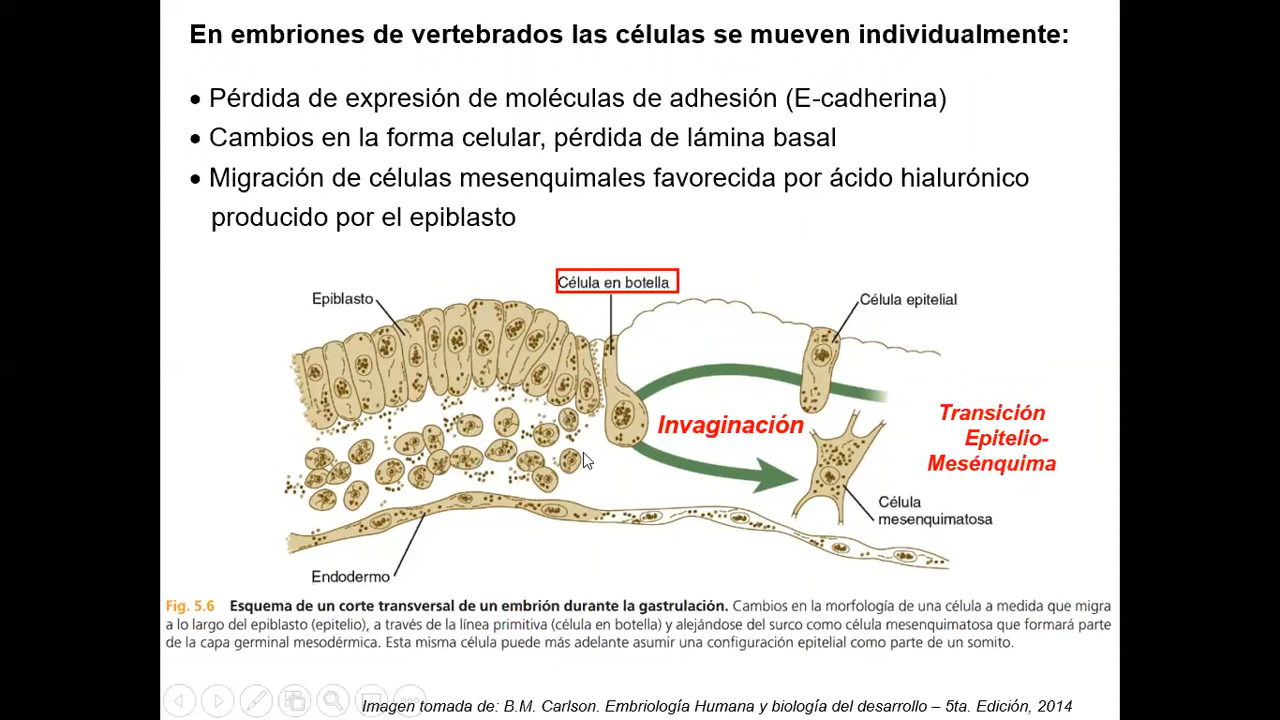 En embriones de vertebrados las células se mueven individualmente:
• Pérdida de expresión de moléculas de adhesión (E-cadherina)
• Cambios en la forma celular, pérdida de lámina basal
• Migración de células mesenquimales favorecida por ácido hialurónico
producido por el epiblasto
Célula en botella
Epiblasto
Célula epitelial
Invaginación
Transición
Epitelio-
Mesénquima
Célula
mesenquimatosa
Endodermo
Fig. 5.6 Esquema de un corte transversal de un embrión durante la gastrulación. Cambios en la morfología de una célula a medida que migra
a lo largo del epiblasto (epitelio), a través de la línea primitiva (célula en botella) y alejándose del surco como célula mesenquimatosa que formará parte
de la capa germinal mesodérmica. Esta misma célula puede más adelante asumir una configuración epitelial como parte de un somito.
Imagen tomada de: B.M. Carlson. Embriología Humana y biología del desarrollo – 5ta. Edición, 2014